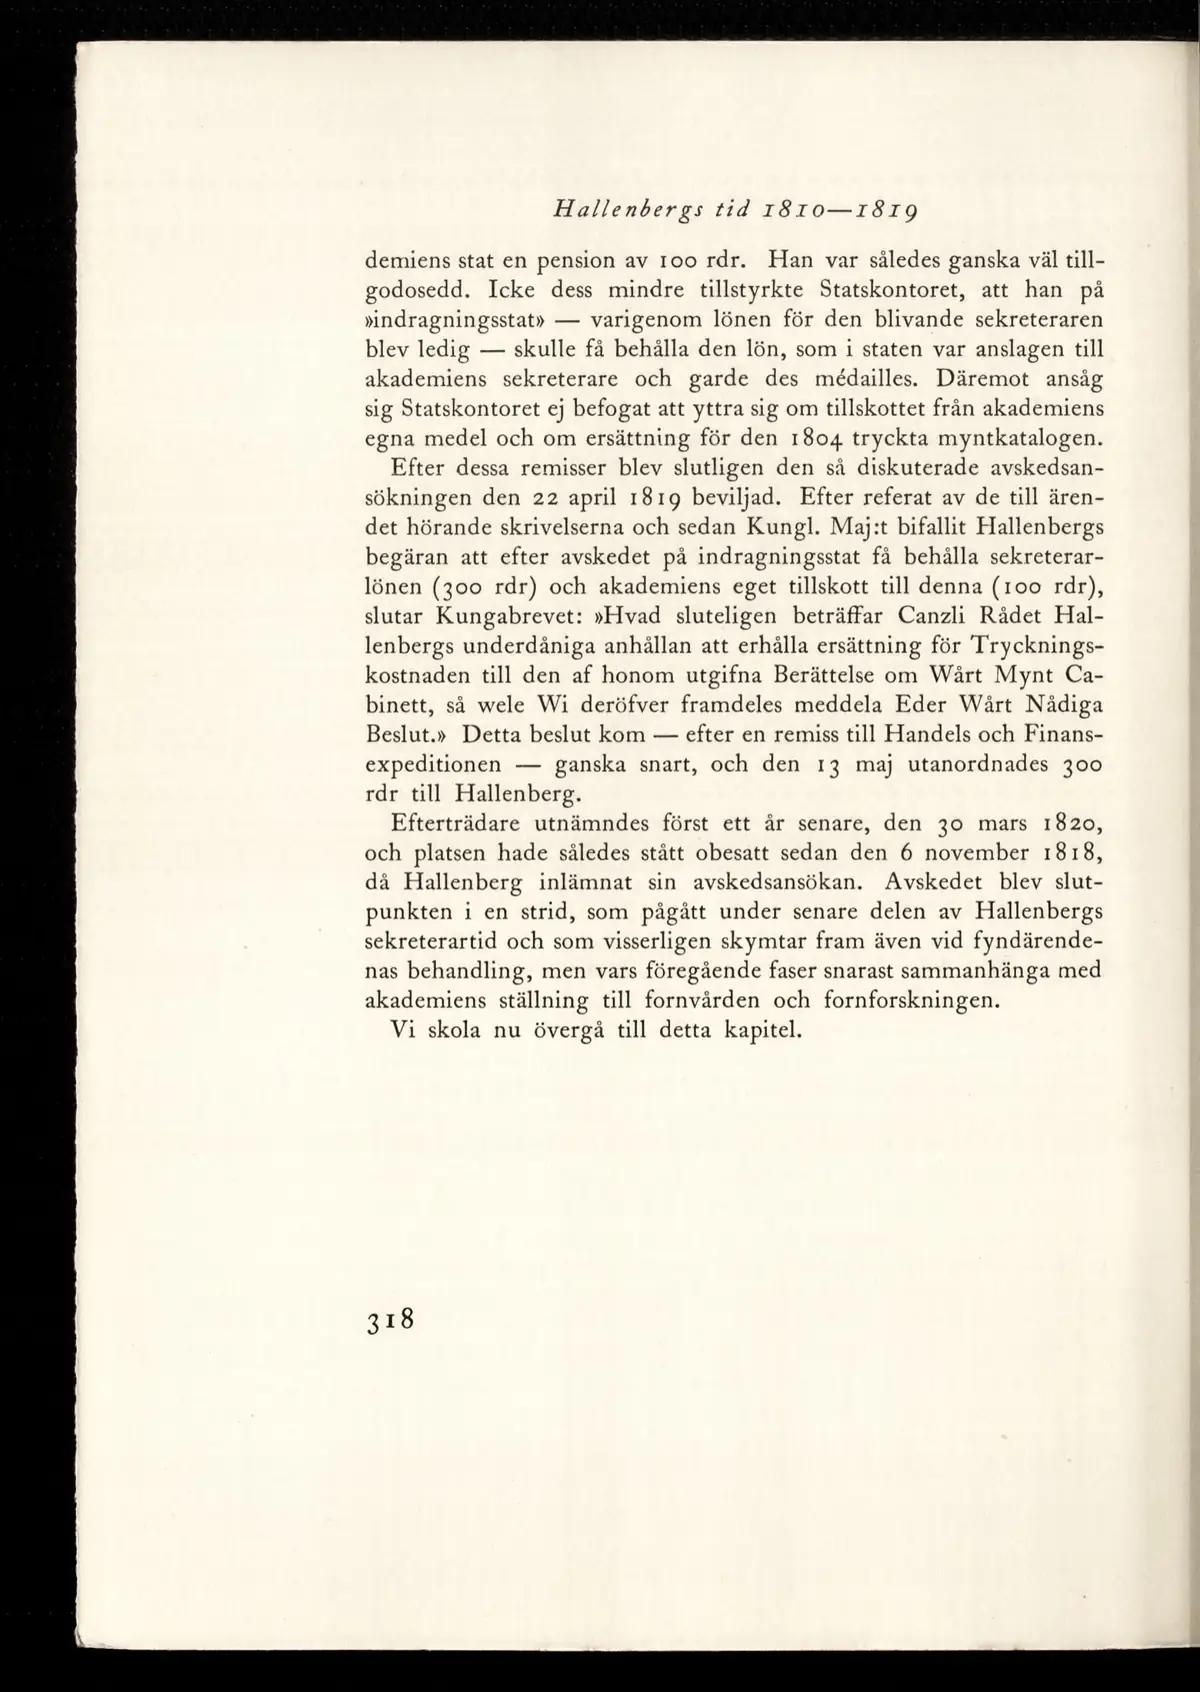 Hallenbergs tid 1810—1819
demiens stat en pension av 100 rdr. Han var således ganska väl till-
godosedd. Icke dess mindre tillstyrkte Statskontoret, att han på
»indragningsstat» — varigenom lönen för den blivande sekreteraren
blev ledig — skulle få behålla den lön, som i staten var anslagen till
akademiens sekreterare och garde des médailles. Däremot ansåg
sig Statskontoret ej befogat att yttra sig om tillskottet från akademiens
egna medel och om ersättning för den 1804 tryckta myntkatalogen.
Efter dessa remisser blev slutligen den så diskuterade avskedsan-
sökningen den 22 april 1819 beviljad. Efter referat av de till ären-
det hörande skrivelserna och sedan Kungl. Maj:t bifallit Hallenbergs
begäran att efter avskedet på indragningsstat få behålla sekreterar-
lönen (300 rdr) och akademiens eget tillskott till denna (100 rdr),
slutar Kungabrevet: »Hvad sluteligen beträffar Canzli Rådet Hal-
lenbergs underdåniga anhållan att erhålla ersättning för Trycknings-
kostnaden till den af honom utgifna Berättelse om Wårt Mynt Ca-
binett, så wele Wi deröfver framdeles meddela Eder Wårt Nådiga
Beslut.» Detta beslut kom — efter en remiss till Handels och Finans-
expeditionen — ganska snart, och den 13 maj utanordnades 300
rdr till Hallenberg.
Efterträdare utnämndes först ett år senare, den 30 mars 1820,
och platsen hade således stått obesatt sedan den 6 november 1818,
då Hallenberg inlämnat sin avskedsansökan. Avskedet blev slut-
punkten i en strid, som pågått under senare delen av Hallenbergs
sekreterartid och som visserligen skymtar fram även vid fyndärende-
nas behandling, men vars föregående faser snarast sammanhänga med
akademiens ställning till fornvården och fornforskningen.
Vi skola nu övergå till detta kapitel.
318